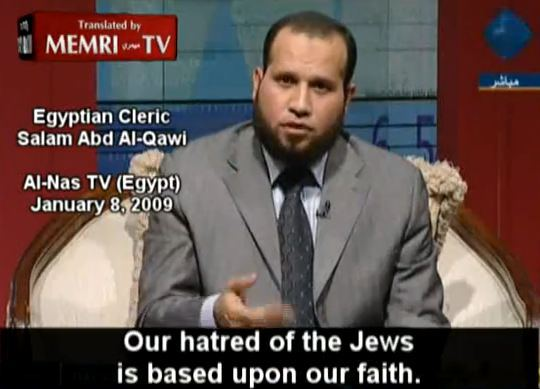 Translated by
MEMRI TV
ميمري
مباشر
Egyptian Cleric
Salam Abd Al-Qawi
Al-Nas TV (Egypt)
January 8, 2009
Our hatred of the Jews
is based upon our faith.